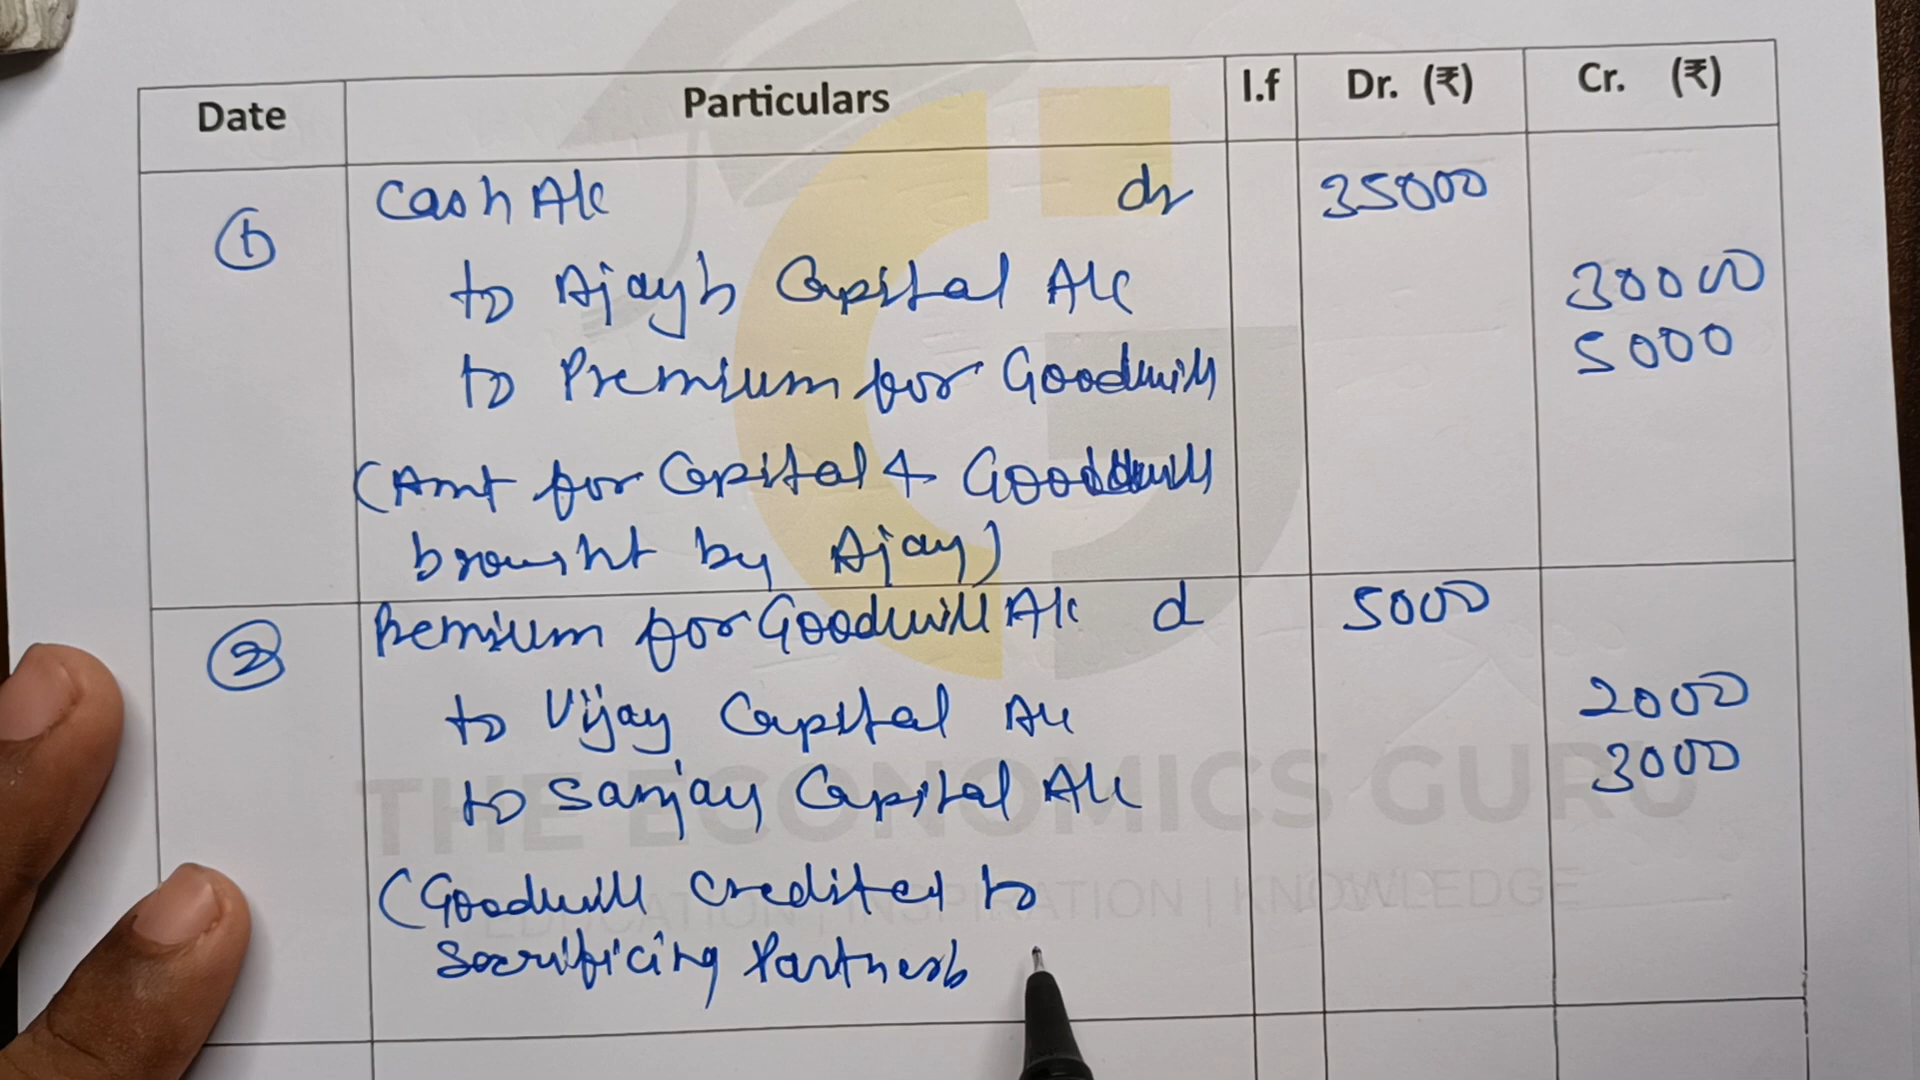 Date Particulars l.f Dr. (₹) Cr. (₹)
① Cash A/c dr 35000
to Ajay's Capital A/c 30000
to Premium for Goodwill 5000
(Amt for Capital & Goodwill
brought by Ajay)
② Premium for Goodwill A/c d 5000
to Vijay Capital A/c 2000
to Sanjay Capital A/c 3000
THE ECONOMICS GURU
(Goodwill credited to
EDUCATION | INSPIRATION | KNOWLEDGE
Sacrificing Partners